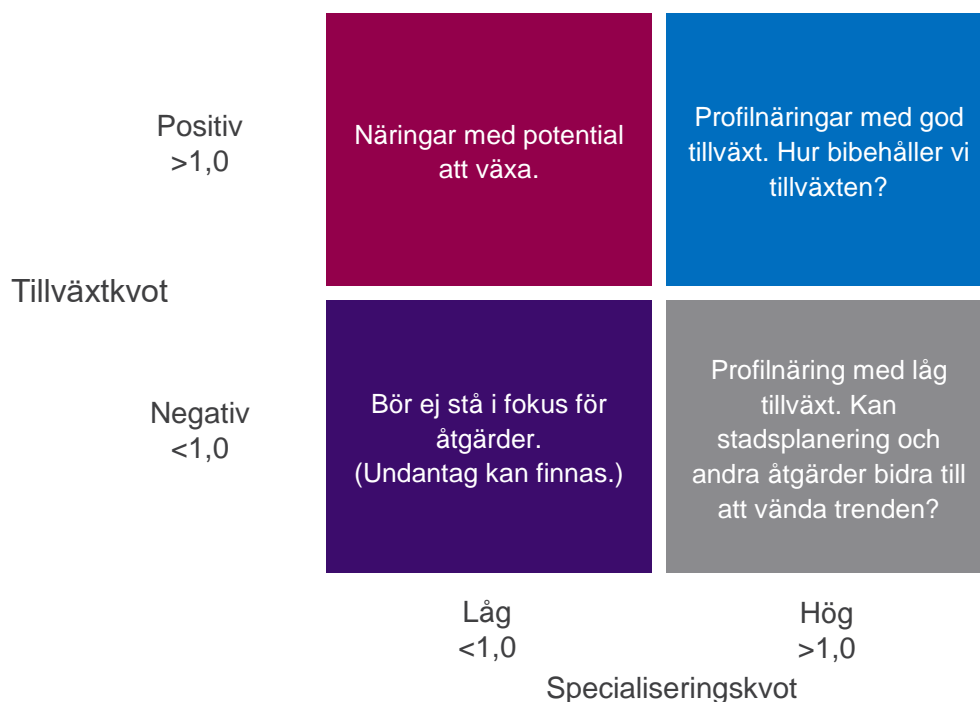 Positiv
>1,0
Näringar med potential
att växa.
Profilnäringar med god
tillväxt. Hur bibehåller vi
tillväxten?
Tillväxtkvot
Negativ
<1,0
Bör ej stå i fokus för
åtgärder.
(Undantag kan finnas.)
Profilnäring med låg
tillväxt. Kan
stadsplanering och
andra åtgärder bidra till
att vända trenden?
Låg
<1,0
Hög
>1,0
Specialiseringskvot